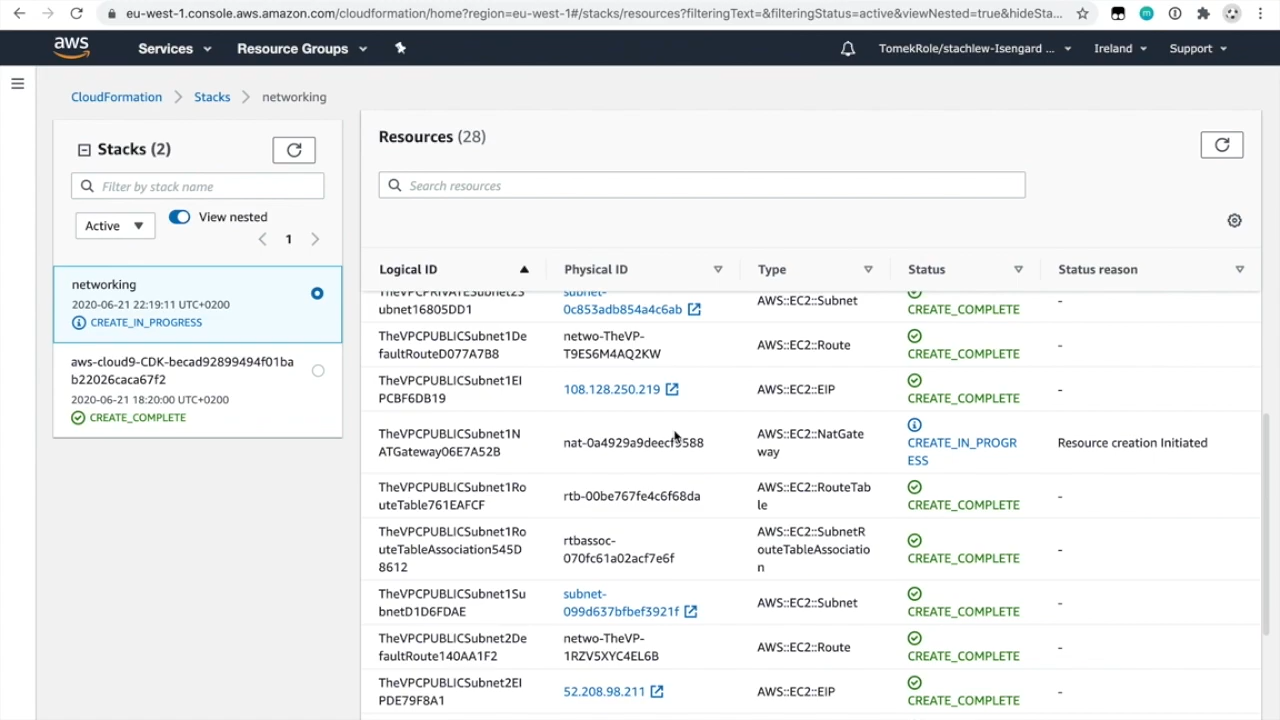 eu-west-1.console.aws.amazon.com/cloudformation/home?region=eu-west-1#/stacks/resources?filteringText=&filteringStatus=active&viewNested=true&hideSta...
aws
Services
Resource Groups
TomekRole/stachlew-Isengard ...
Ireland
Support
CloudFormation
Stacks
networking
Stacks (2)
Filter by stack name
Active
View nested
1
networking
2020-06-21 22:19:11 UTC+0200
CREATE_IN_PROGRESS
aws-cloud9-CDK-becad92899494f01ba
b22026caca67f2
2020-06-21 18:20:00 UTC+0200
CREATE_COMPLETE
Resources (28)
Search resources
Logical ID Physical ID Type Status Status reason
TheVPCPRIVATESubnet2S subnet- AWS::EC2::Subnet -
ubnet16805DD1 0c853adb854a4c6ab CREATE_COMPLETE
TheVPCPUBLICSubnet1De netwo-TheVP- AWS::EC2::Route -
faultRouteD077A7B8 T9ES6M4AQ2KW CREATE_COMPLETE
TheVPCPUBLICSubnet1EI 108.128.250.219 AWS::EC2::EIP -
PCBF6DB19 CREATE_COMPLETE
TheVPCPUBLICSubnet1N AWS::EC2::NatGate CREATE_IN_PROGR Resource creation Initiated
ATGateway06E7A52B way ESS
TheVPCPUBLICSubnet1Ro rtb-00be767fe4c6f68da AWS::EC2::RouteTab -
uteTable761EAFCF le CREATE_COMPLETE
TheVPCPUBLICSubnet1Ro rtbassoc- AWS::EC2::SubnetR -
uteTableAssociation545D 070fc61a02acf7e6f outeTableAssociatio CREATE_COMPLETE
8612 n
TheVPCPUBLICSubnet1Su subnet- AWS::EC2::Subnet -
bnetD1D6FDAE 099d637bfbef3921f CREATE_COMPLETE
TheVPCPUBLICSubnet2De netwo-TheVP- AWS::EC2::Route -
faultRoute140AA1F2 1RZV5XYC4EL6B CREATE_COMPLETE
TheVPCPUBLICSubnet2EI 52.208.98.211 AWS::EC2::EIP -
PDE79F8A1 CREATE_COMPLETE